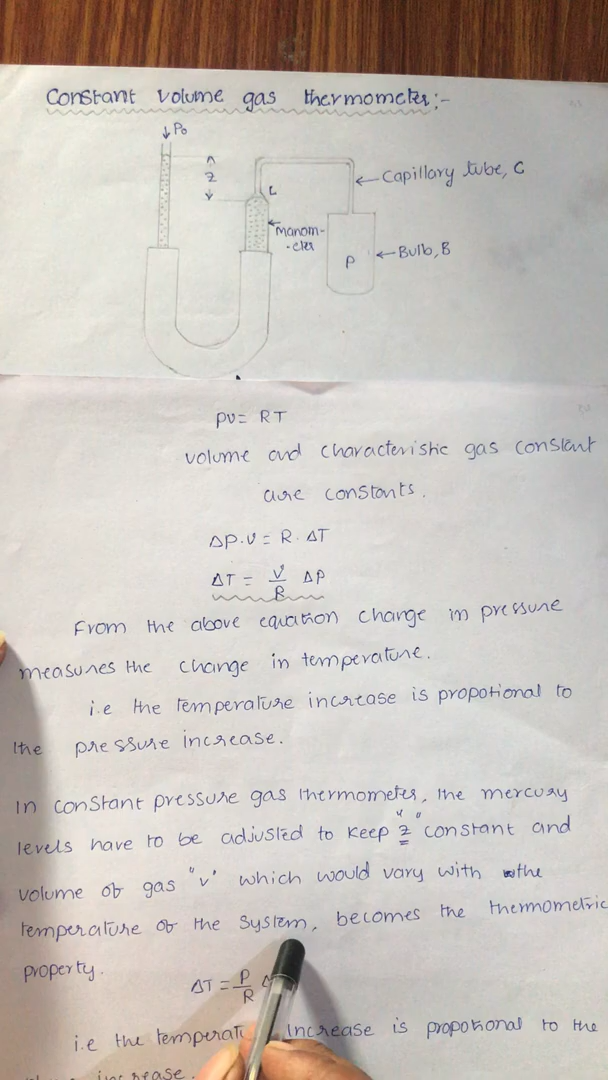 Constant volume gas thermometer:-
P₀
Z
L
Capillary tube, C
Manom-
-eter
Bulb, B
P
PV = RT
volume and characteristic gas constant
are constants.
ΔP.V = R. ΔT
ΔT = V/R ΔP
From the above equation change in pressure
measures the change in temperature.
i.e the temperature increase is propotional to
the pressure increase.
In constant pressure gas thermometer, the mercury
levels have to be adjusted to keep "z" constant and
volume of gas "v" which would vary with the
temperature of the system, becomes the thermometric
property.
ΔT = P/R
i.e the increase is propotional to the
increase.